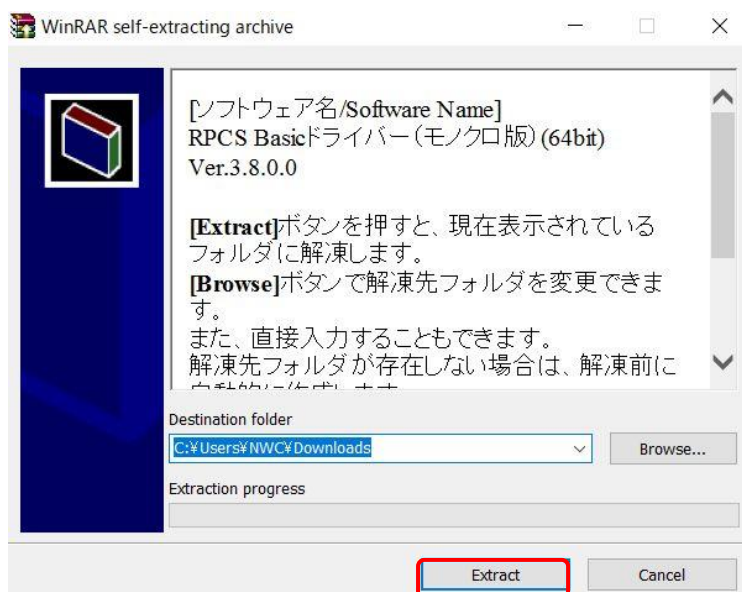 WinRAR self-extracting archive
[ソフトウェア名/Software Name]
RPCS Basicドライバー(モノクロ版)(64bit)
Ver.3.8.0.0
[Extract]ボタンを押すと、現在表示されている
フォルダに解凍します。
[Browse]ボタンで解凍先フォルダを変更できま
す。
また、直接入力することもできます。
解凍先フォルダが存在しない場合は、解凍前に
Destination folder
C:¥Users¥NWC¥Downloads
Browse...
Extraction progress
Extract
Cancel